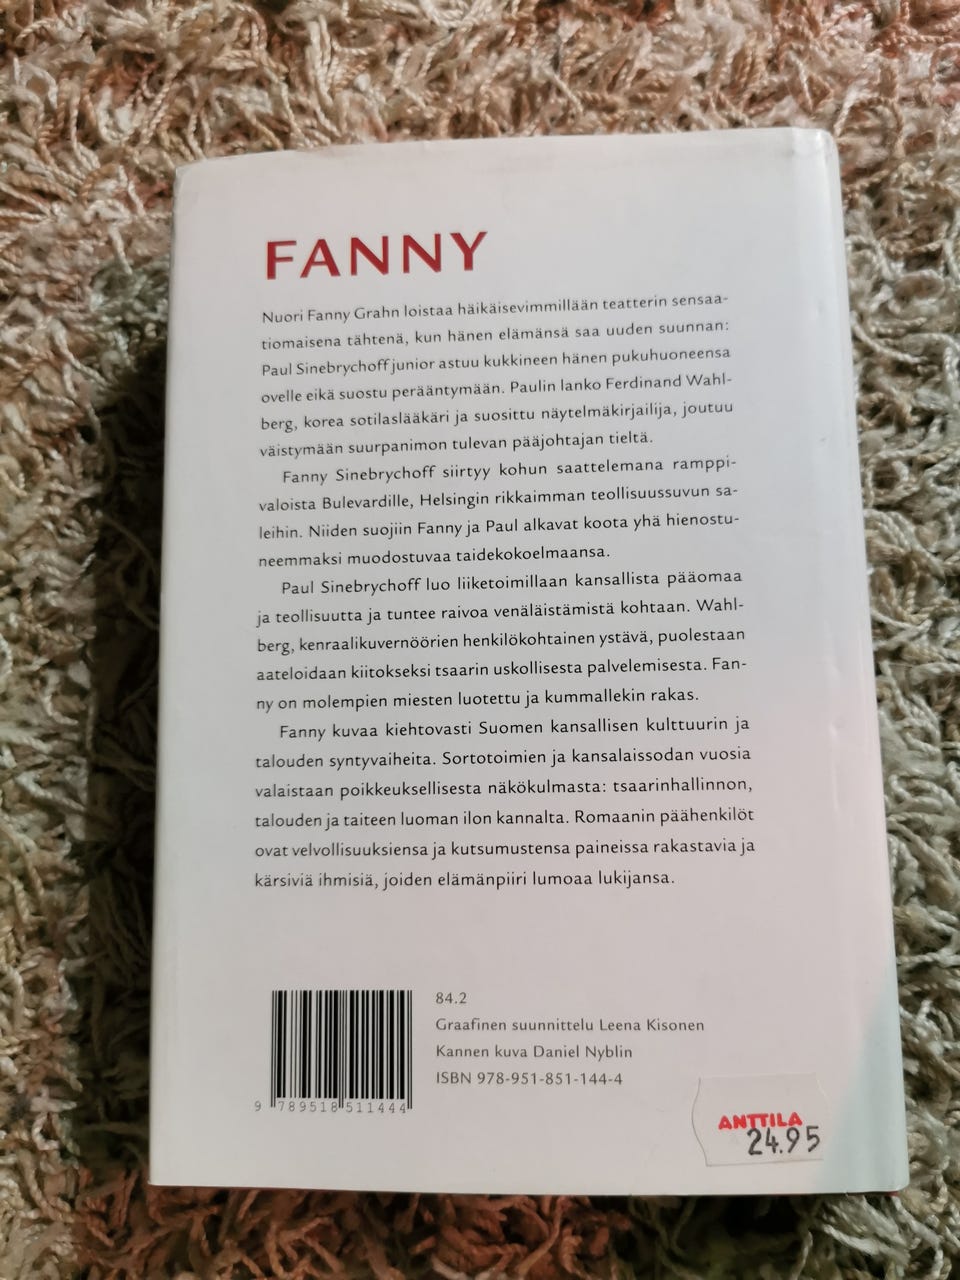 FANNY
Nuori Fanny Grahn loistaa häikäisevimmillään teatterin sensaa-
tiomaisena tähtenä, kun hänen elämänsä saa uuden suunnan:
Paul Sinebrychoff junior astuu kukkineen hänen pukuhuoneensa
ovelle eikä suostu perääntymään. Paulin lanko Ferdinand Wahl-
berg, korea sotilaslääkäri ja suosittu näytelmäkirjailija, joutuu
väistymään suurpanimon tulevan pääjohtajan tieltä.
Fanny Sinebrychoff siirtyy kohun saattelemana ramppi-
valoista Bulevardille, Helsingin rikkaimman teollisuussuvun sa-
leihin. Niiden suojiin Fanny ja Paul alkavat koota yhä hienostu-
neemmaksi muodostuvaa taidekokoelmaansa.
Paul Sinebrychoff luo liiketoimillaan kansallista pääomaa
ja teollisuutta ja tuntee raivoa venäläistämistä kohtaan. Wahl-
berg, kenraalikuvernöörien henkilökohtainen ystävä, puolestaan
aateloidaan kiitokseksi tsaarin uskollisesta palvelemisesta. Fan-
ny on molempien miesten luotettu ja kummallekin rakas.
Fanny kuvaa kiehtovasti Suomen kansallisen kulttuurin ja
talouden syntyvaiheita. Sortotoimien ja kansalaissodan vuosia
valaistaan poikkeuksellisesta näkökulmasta: tsaarinhallinnon,
talouden ja taiteen luoman ilon kannalta. Romaanin päähenkilöt
ovat velvollisuuksiensa ja kutsumustensa paineissa rakastavia ja
kärsiviä ihmisiä, joiden elämänpiiri lumoaa lukijansa.
84.2
Graafinen suunnittelu Leena Kisonen
Kannen kuva Daniel Nyblin
ISBN 978-951-851-144-4
9 789518 511444
ANTTILA
24.95